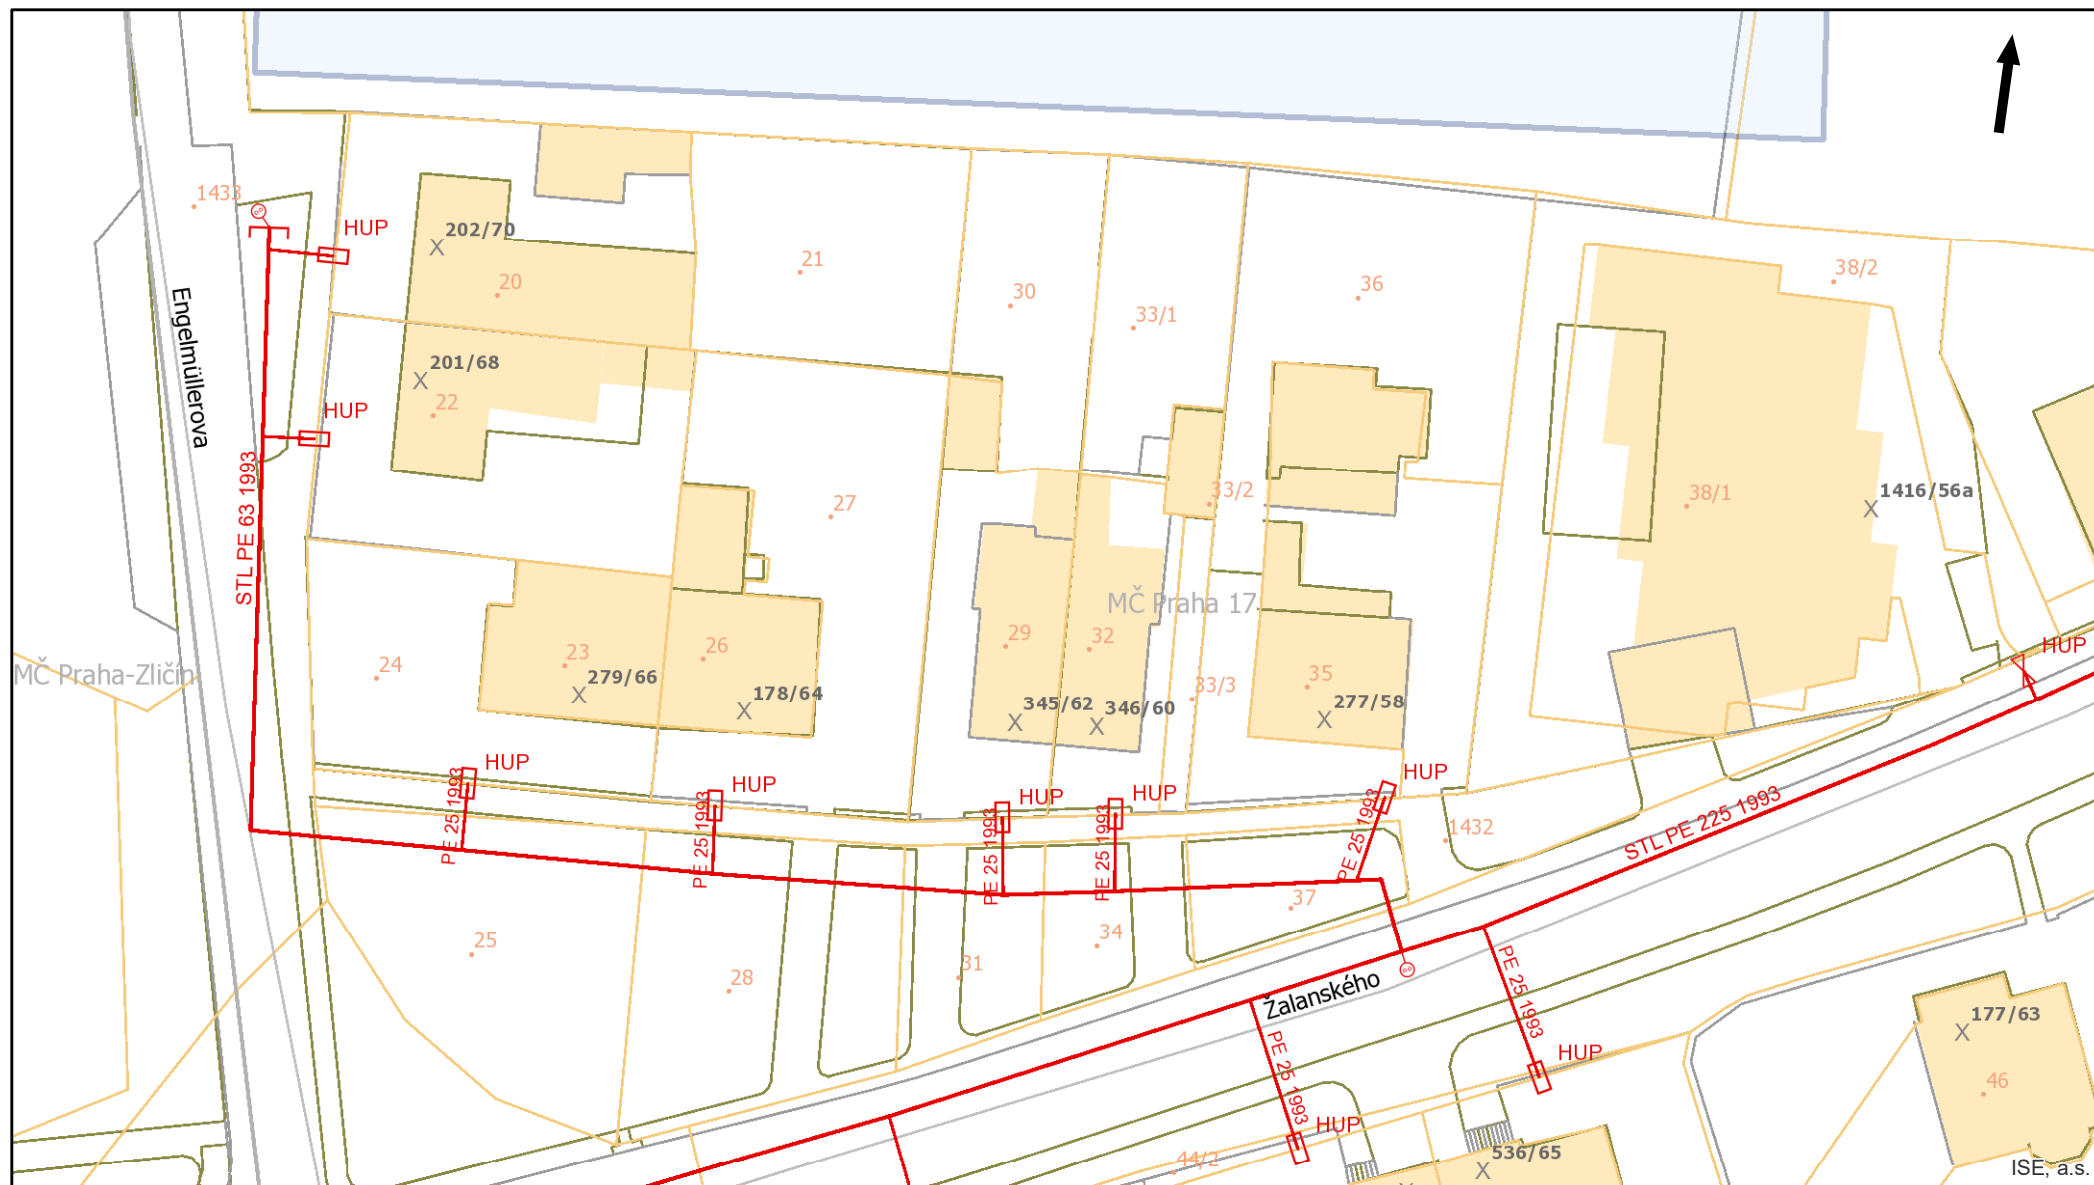 1433
HUP
202/70
20
21
30
33/1
36
38/2
Engelmüllerova
201/68
22
HUP
STL PE 63 1993
27
33/2
38/1
1416/56a
MČ Praha 17
MČ Praha-Zličín
24
23
279/66
26
178/64
29
32
345/62
346/60
33/3
35
277/58
HUP
HUP
PE 25 1993
HUP
PE 25 1993
HUP
PE 25 1993
HUP
PE 25 1993
HUP
PE 25 1993
1432
STL PE 225 1993
25
28
31
34
37
Žalanského
PE 25 1993
HUP
PE 25 1993
HUP
177/63
46
44/2
536/65
ISE, a.s.